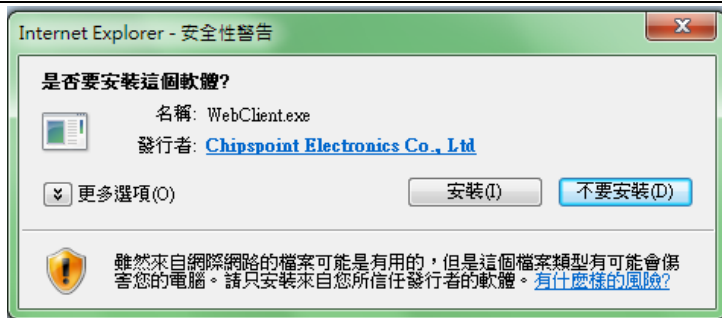 Internet Explorer - 安全性警告
是否要安裝這個軟體?
名稱: WebClient.exe
發行者: Chipspoint Electronics Co., Ltd
更多選項(O)
安裝(I)
不要安裝(D)
雖然來自網際網路的檔案可能是有用的，但是這個檔案類型有可能會傷
害您的電腦。請只安裝來自您所信任發行者的軟體。有什麼樣的風險?